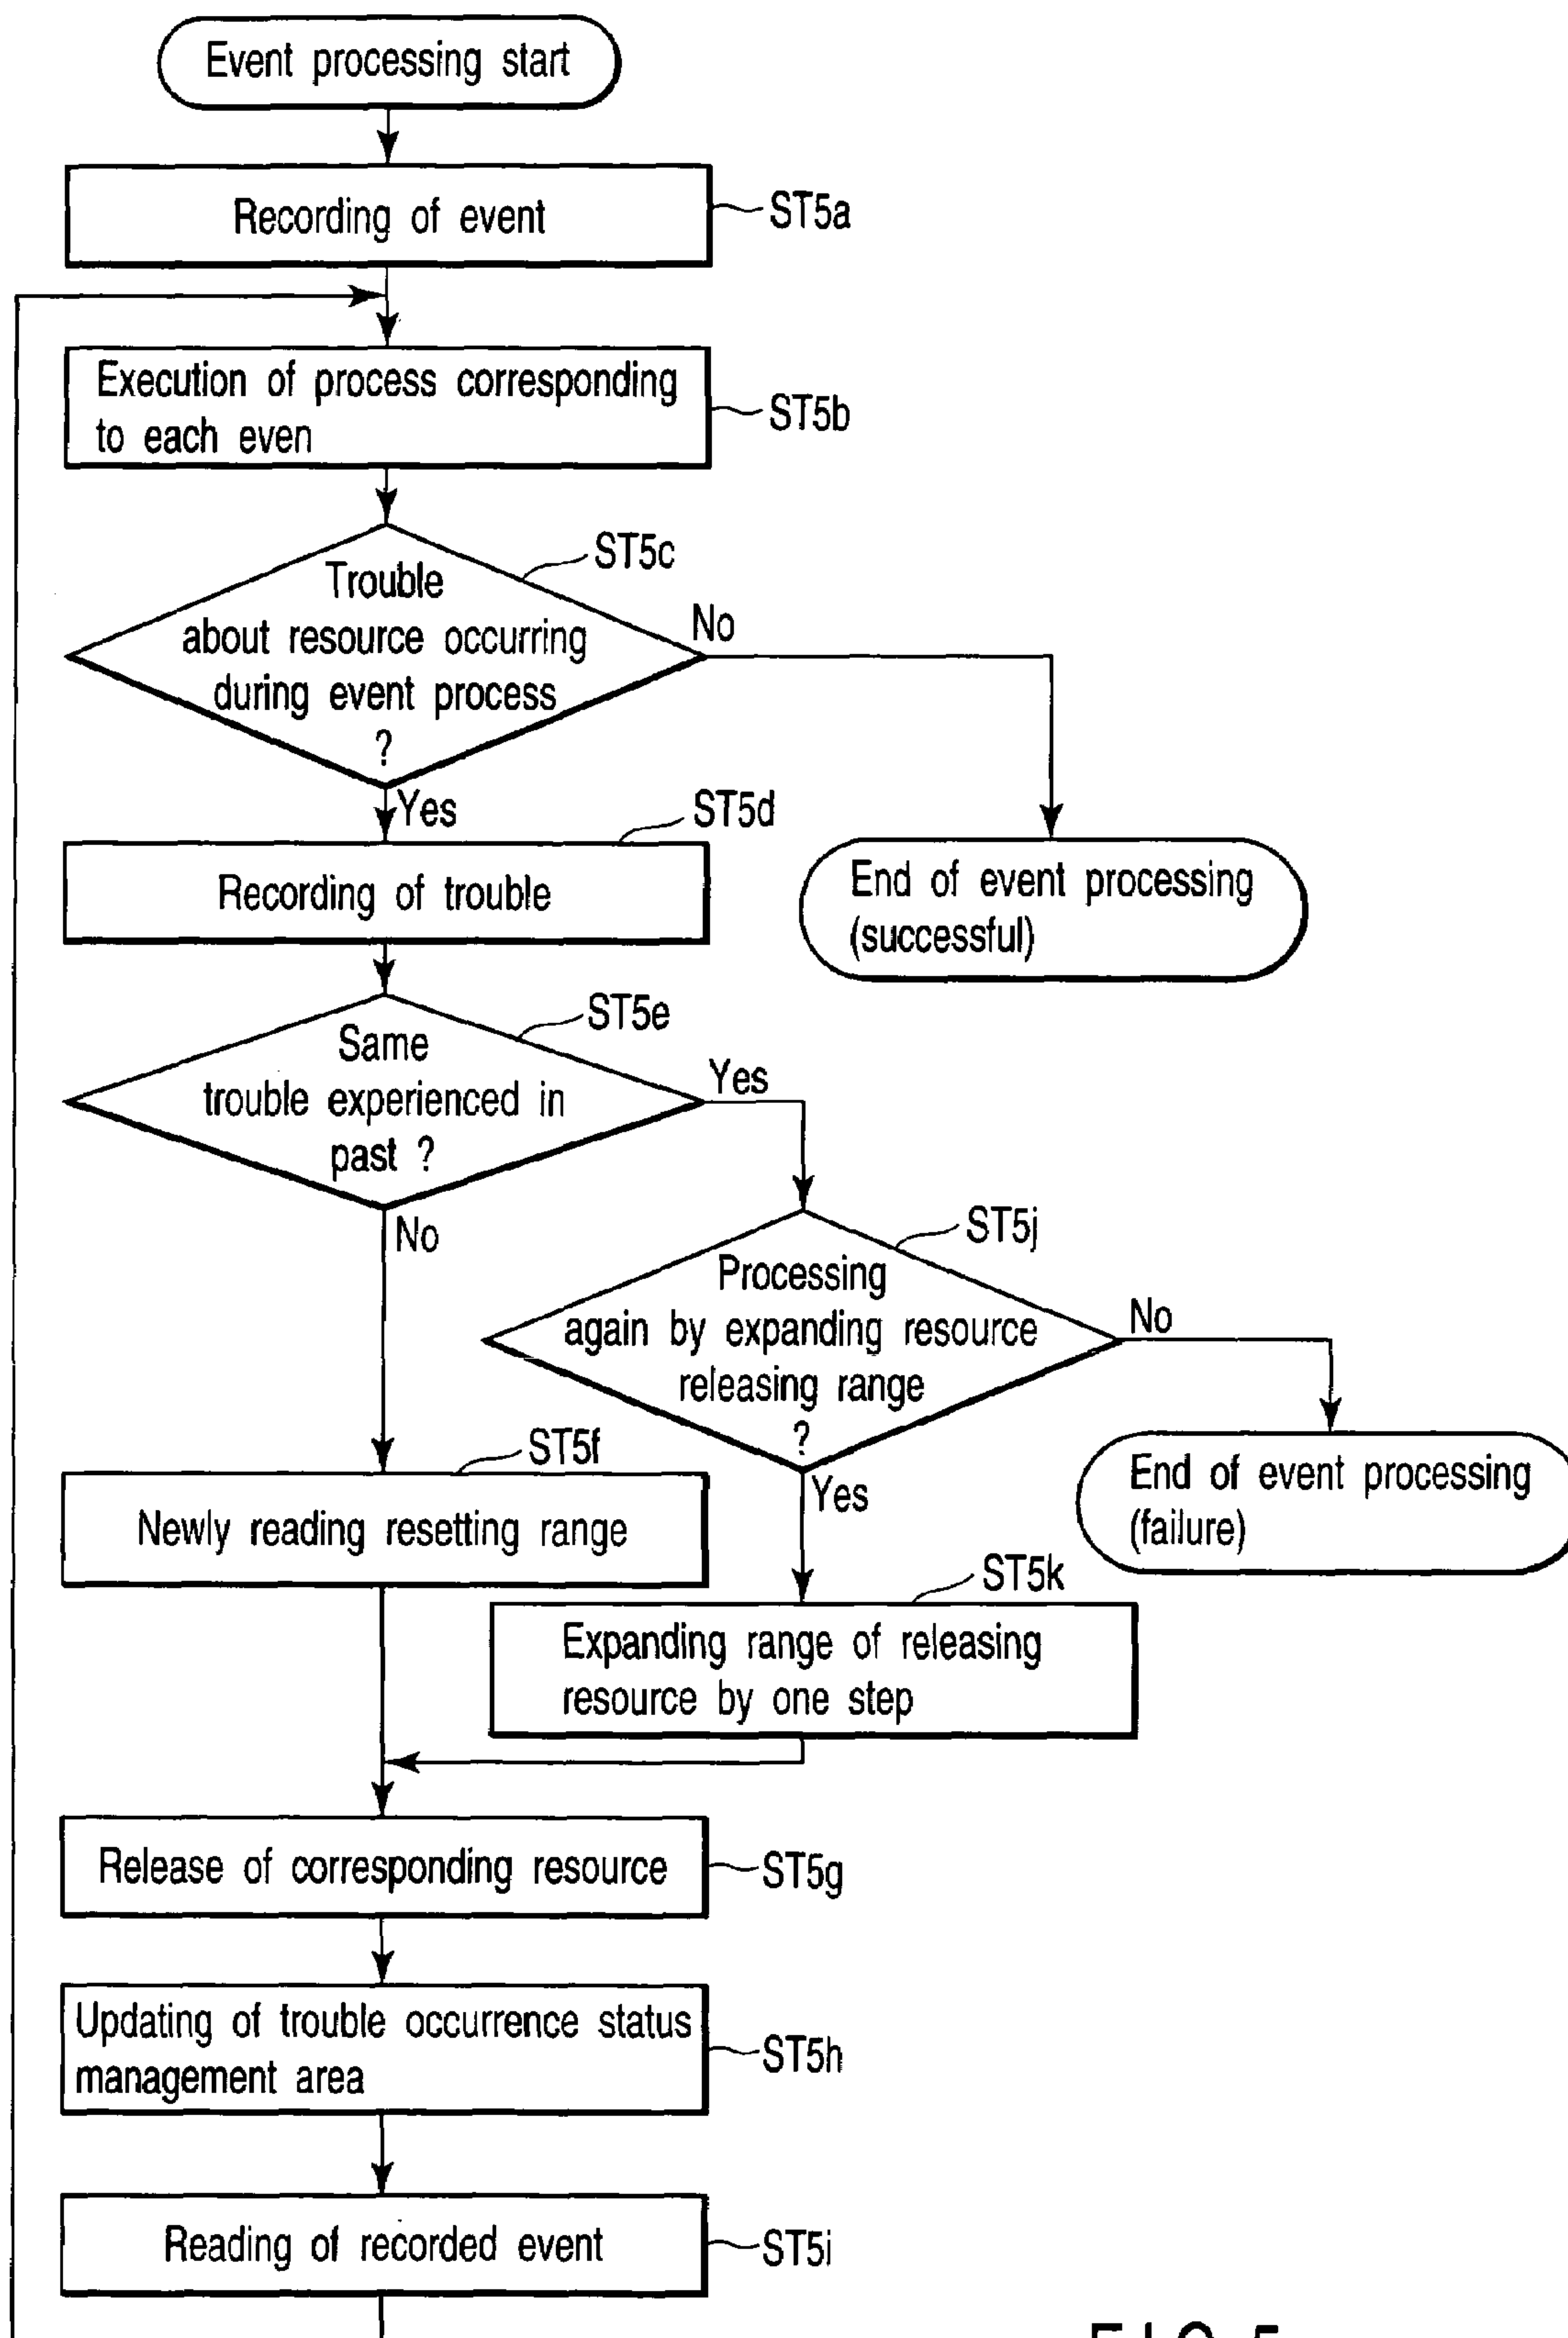 Event processing start
Recording of event
ST5a
Execution of process corresponding
to each even
ST5b
ST5c
Trouble
about resource occurring
during event process
?
No
Yes
ST5d
Recording of trouble
End of event processing
(successful)
ST5e
Same
trouble experienced in
past ?
Yes
No
ST5j
Processing
again by expanding resource
releasing range
?
No
Yes
ST5f
Newly reading resetting range
End of event processing
(failure)
ST5k
Expanding range of releasing
resource by one step
Release of corresponding resource
ST5g
Updating of trouble occurrence status
management area
ST5h
Reading of recorded event
ST5i